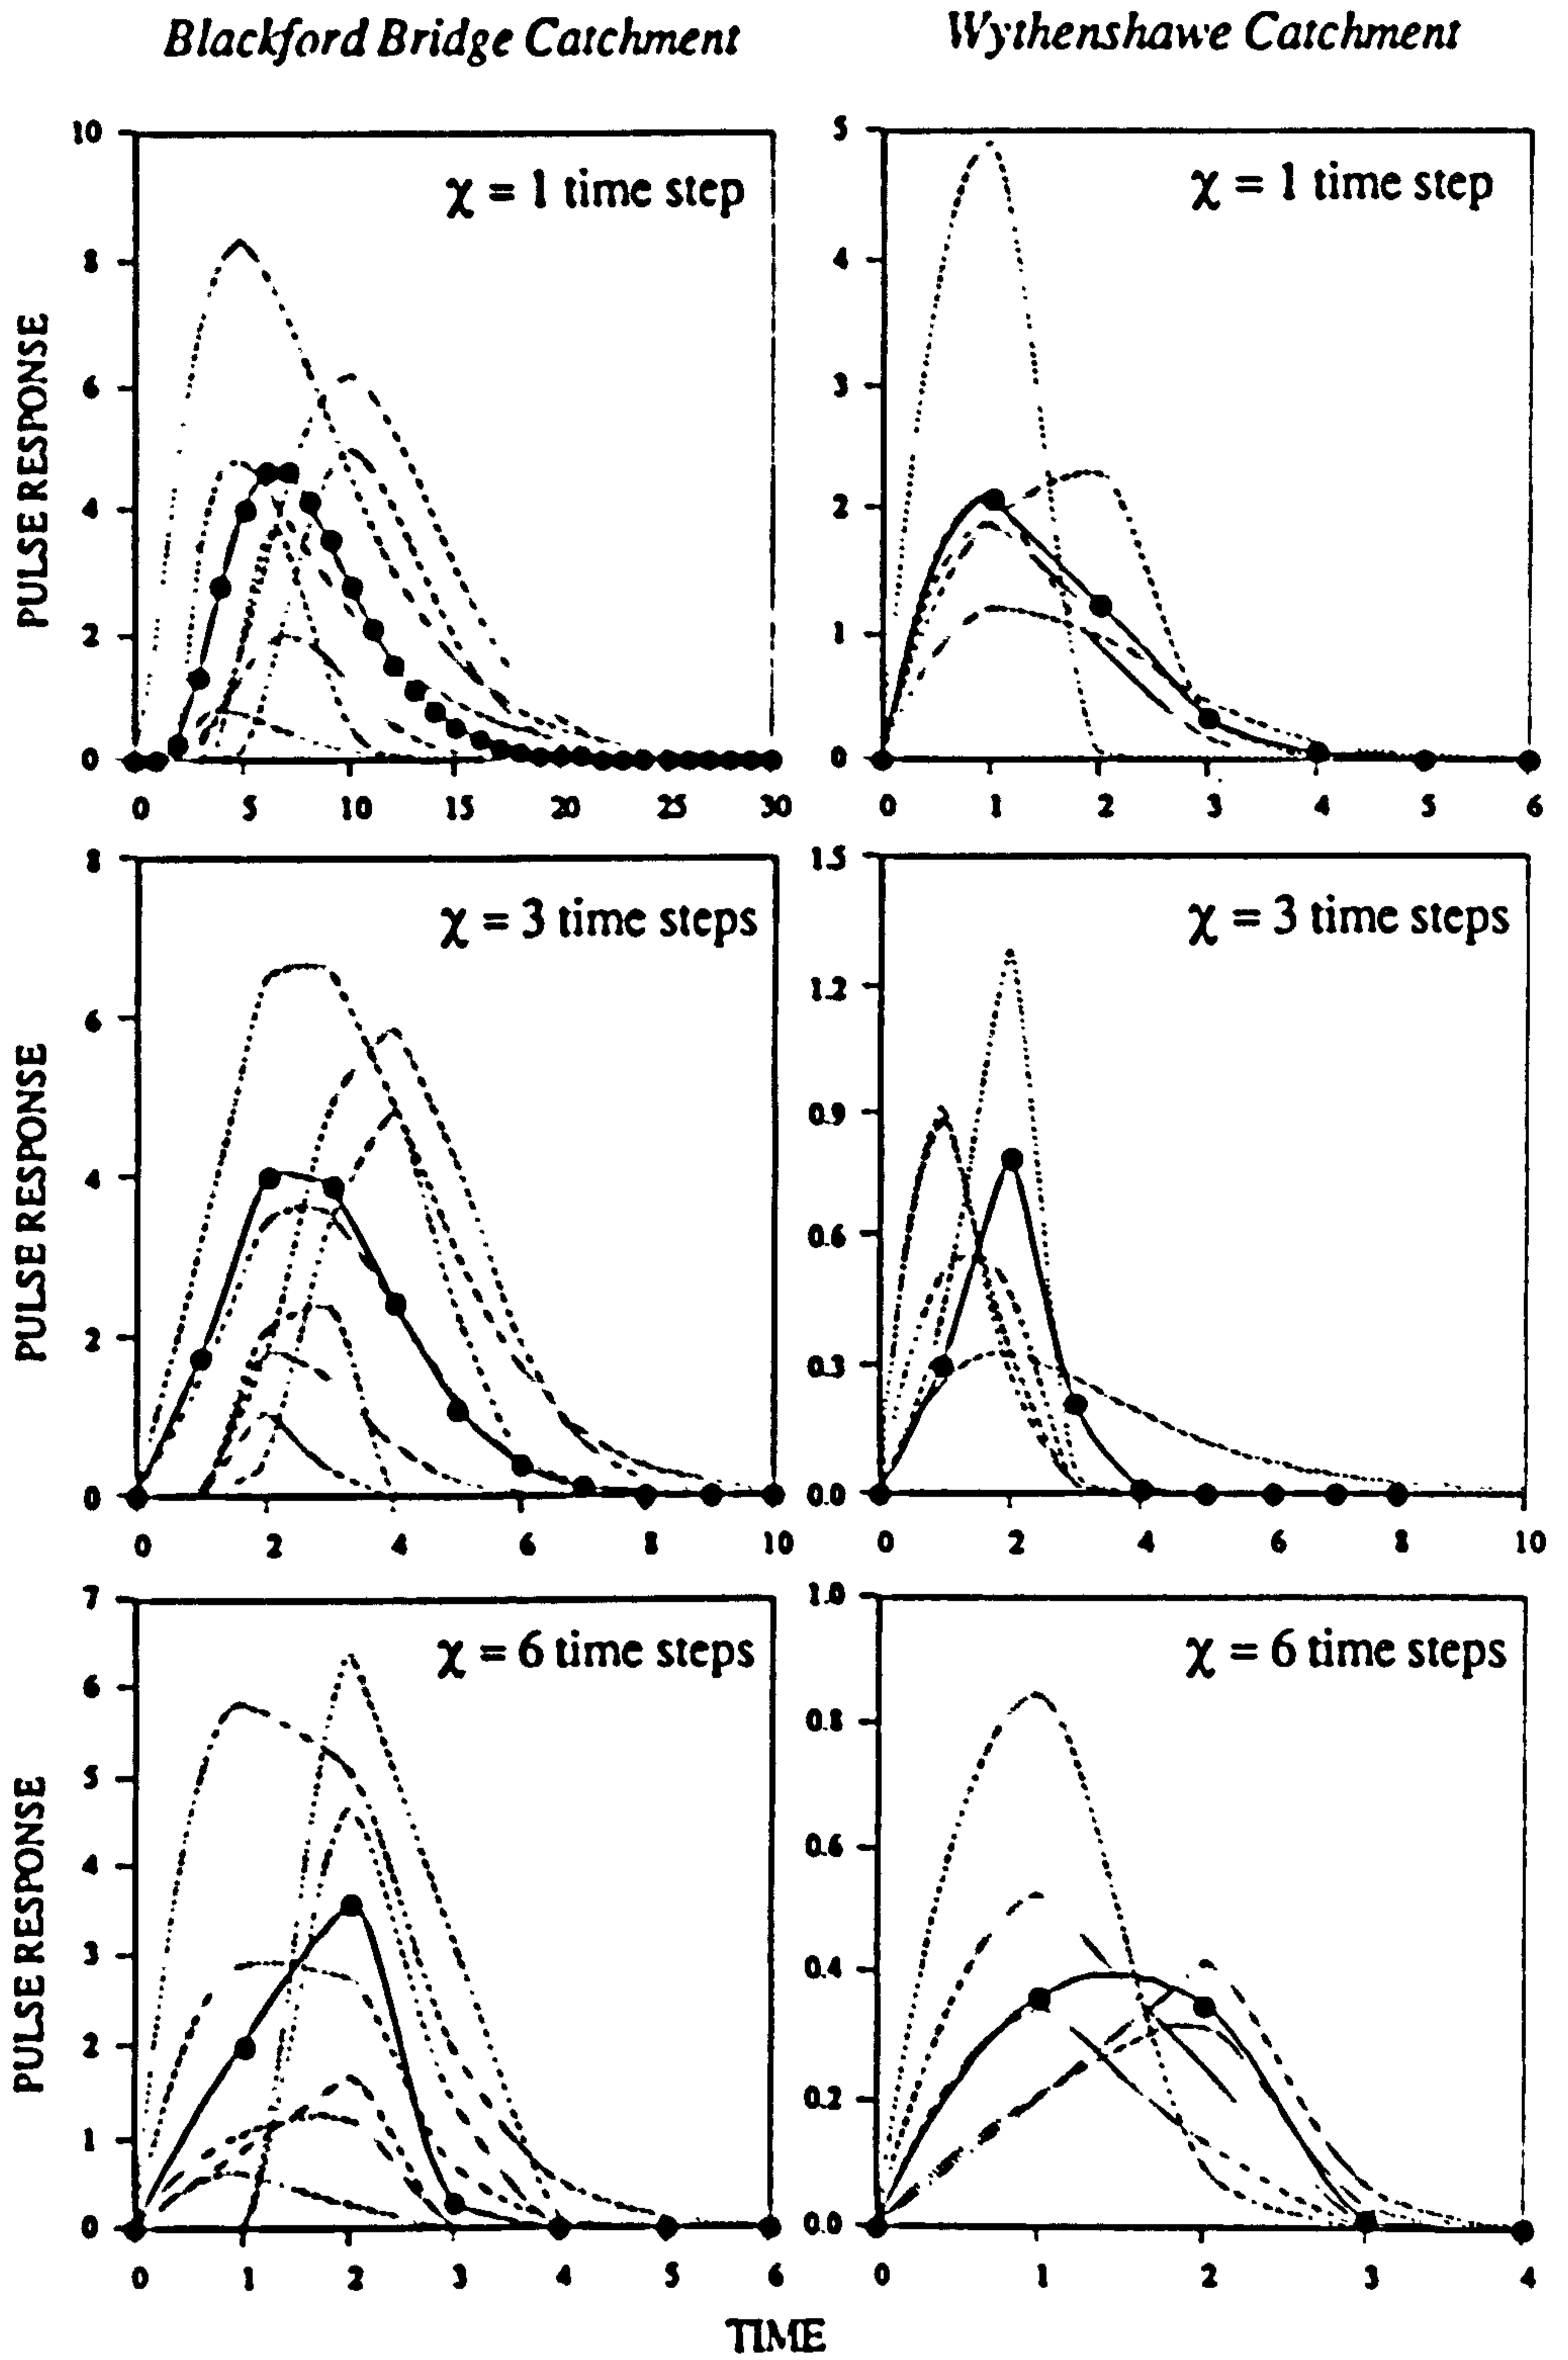 Blackford Bridge Catchment
Wythenshawe Catchment
PULSE RESPONSE
10
8
6
4
2
0
χ = 1 time step
0 5 10 15 20 25 30
5
4
3
2
1
0
χ = 1 time step
0 1 2 3 4 5 6
PULSE RESPONSE
8
6
4
2
0
χ = 3 time steps
0 2 4 6 8 10
1.5
1.2
0.9
0.6
0.3
0.0
χ = 3 time steps
0 2 4 6 8 10
PULSE RESPONSE
7
6
5
4
3
2
1
0
χ = 6 time steps
0 1 2 3 4 5 6
1.0
0.8
0.6
0.4
0.2
0.0
χ = 6 time steps
0 1 2 3 4
TIME